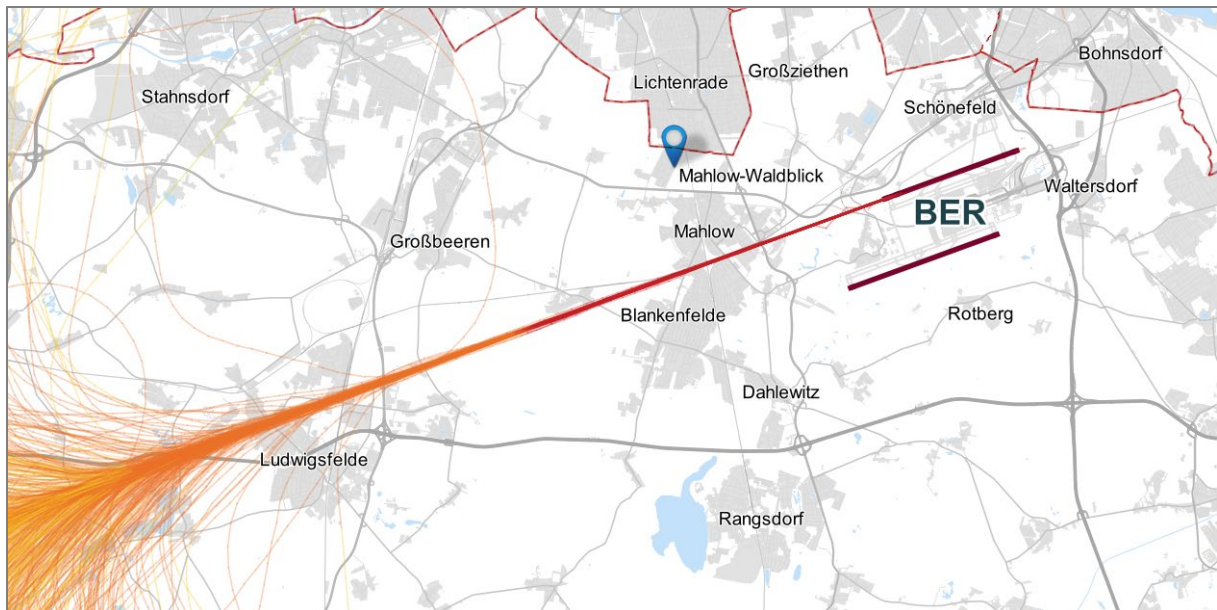 Bohnsdorf
Großziethen
Lichtenrade
Stahnsdorf
Schönefeld
Mahlow-Waldblick
Waltersdorf
BER
Mahlow
Großbeeren
Blankenfelde
Rotberg
Dahlewitz
Ludwigsfelde
Rangsdorf